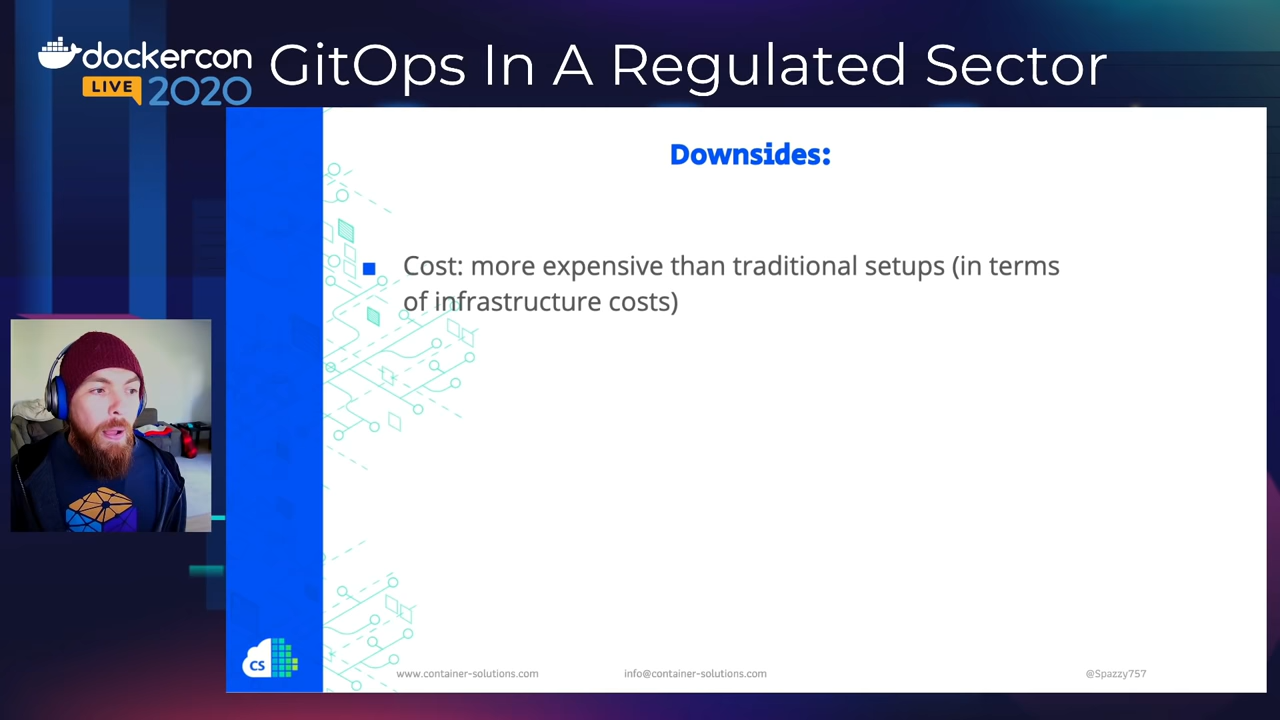 dockercon
LIVE 2020
GitOps In A Regulated Sector
Downsides:
Cost: more expensive than traditional setups (in terms
of infrastructure costs)
CS
www.container-solutions.com
info@container-solutions.com
@Spazzy757